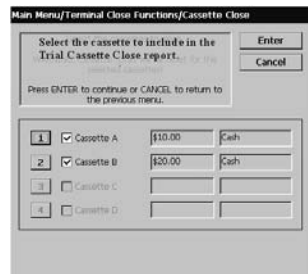 Main Menu/Terminal Close Functions/Cassette Close
Select the cassette to include in the
Trial Cassette Close report.
Press ENTER to continue or CANCEL to return to
the previous menu.
Enter
Cancel
1 Cassette A $10.00 Cash
2 Cassette B $20.00 Cash
3 Cassette C
4 Cassette D